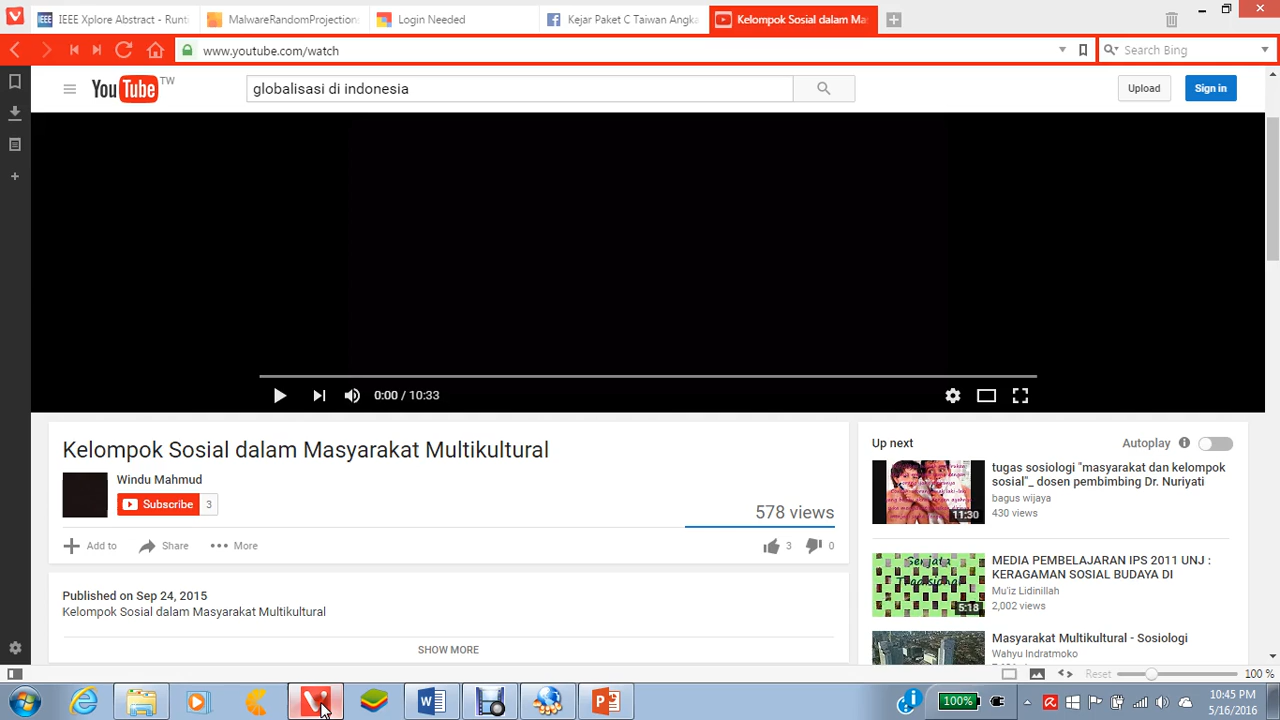 IEEE Xplore Abstract - Runti
MalwareRandomProjection
Login Needed
Kejar Paket C Taiwan Angka
Kelompok Sosial dalam Mas
www.youtube.com/watch
Search Bing
YouTube TW
globalisasi di indonesia
Upload
Sign in
0:00 / 10:33
Kelompok Sosial dalam Masyarakat Multikultural
Windu Mahmud
Subscribe 3
578 views
Add to
Share
More
3
0
Published on Sep 24, 2015
Kelompok Sosial dalam Masyarakat Multikultural
SHOW MORE
Up next
Autoplay
11:30
tugas sosiologi "masyarakat dan kelompok
sosial"_ dosen pembimbing Dr. Nuriyati
bagus wijaya
430 views
Senjata
Tradisional
5:18
MEDIA PEMBELAJARAN IPS 2011 UNJ :
KERAGAMAN SOSIAL BUDAYA DI
Mu'iz Lidinillah
2,002 views
Masyarakat Multikultural - Sosiologi
Wahyu Indratmoko
Reset
100 %
100%
10:45 PM
5/16/2016